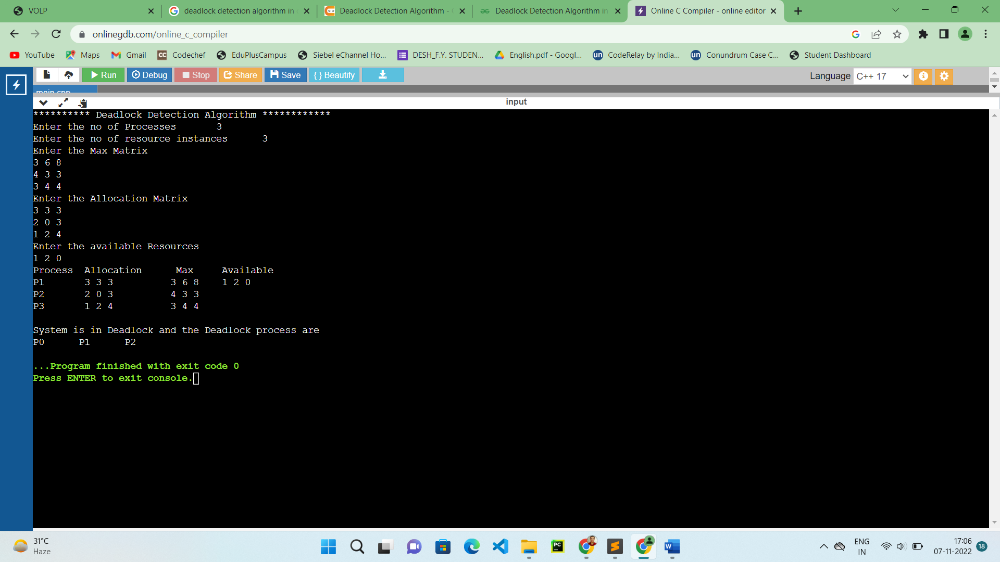 VOLP
deadlock detection algorithm in
Deadlock Detection Algorithm -
Deadlock Detection Algorithm in
Online C Compiler - online editor
onlinegdb.com/online_c_compiler
YouTube
Maps
Gmail
Codechef
EduPlusCampus
Siebel eChannel Ho...
DESH_F.Y. STUDEN...
English.pdf - Googl...
CodeRelay by India...
Conundrum Case C...
Student Dashboard
Run
Debug
Stop
Share
Save
{ } Beautify
Language C++ 17
main.cpp
input
********** Deadlock Detection Algorithm ************
Enter the no of Processes 3
Enter the no of resource instances 3
Enter the Max Matrix
3 6 8
4 3 3
3 4 4
Enter the Allocation Matrix
3 3 3
2 0 3
1 2 4
Enter the available Resources
1 2 0
Process Allocation Max Available
P1 3 3 3 3 6 8 1 2 0
P2 2 0 3 4 3 3
P3 1 2 4 3 4 4
System is in Deadlock and the Deadlock process are
P0 P1 P2
...Program finished with exit code 0
Press ENTER to exit console.
31°C
Haze
ENG
IN
17:06
07-11-2022
18